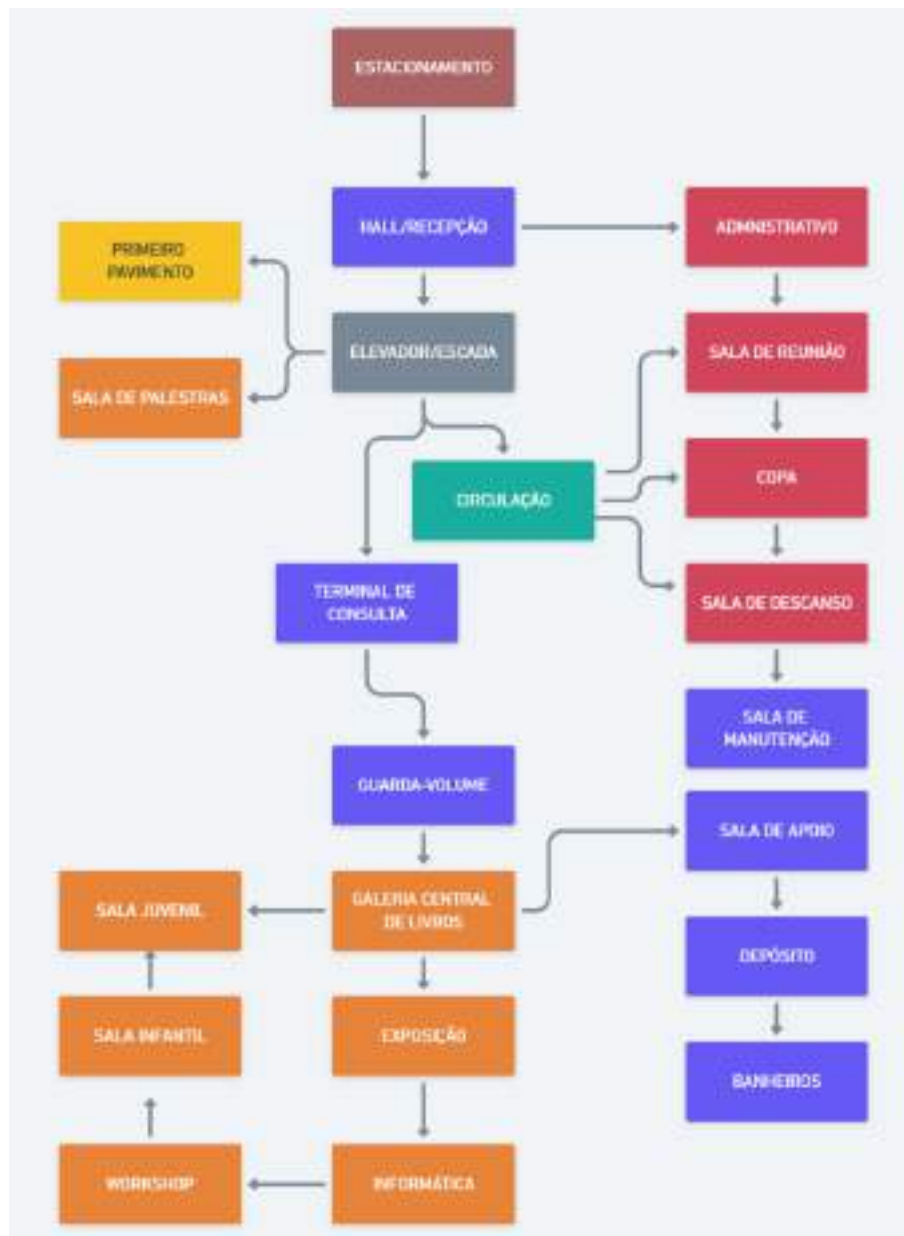 ESTACIONAMENTO
HALL/RECEPÇÃO
ADMNISTRATIVO
PRIMEIRO
PAVIMENTO
ELEVADOR/ESCADA
SALA DE REUNIÃO
SALA DE PALESTRAS
CIRCULAÇÃO
COPA
TERMINAL DE
CONSULTA
SALA DE DESCANSO
SALA DE
MANUTENÇÃO
GUARDA-VOLUME
SALA DE APOIO
SALA JUVENIL
GALERIA CENTRAL
DE LIVROS
DEPÓSITO
SALA INFANTIL
EXPOSIÇÃO
BANHEIROS
WORKSHOP
INFORMÁTICA